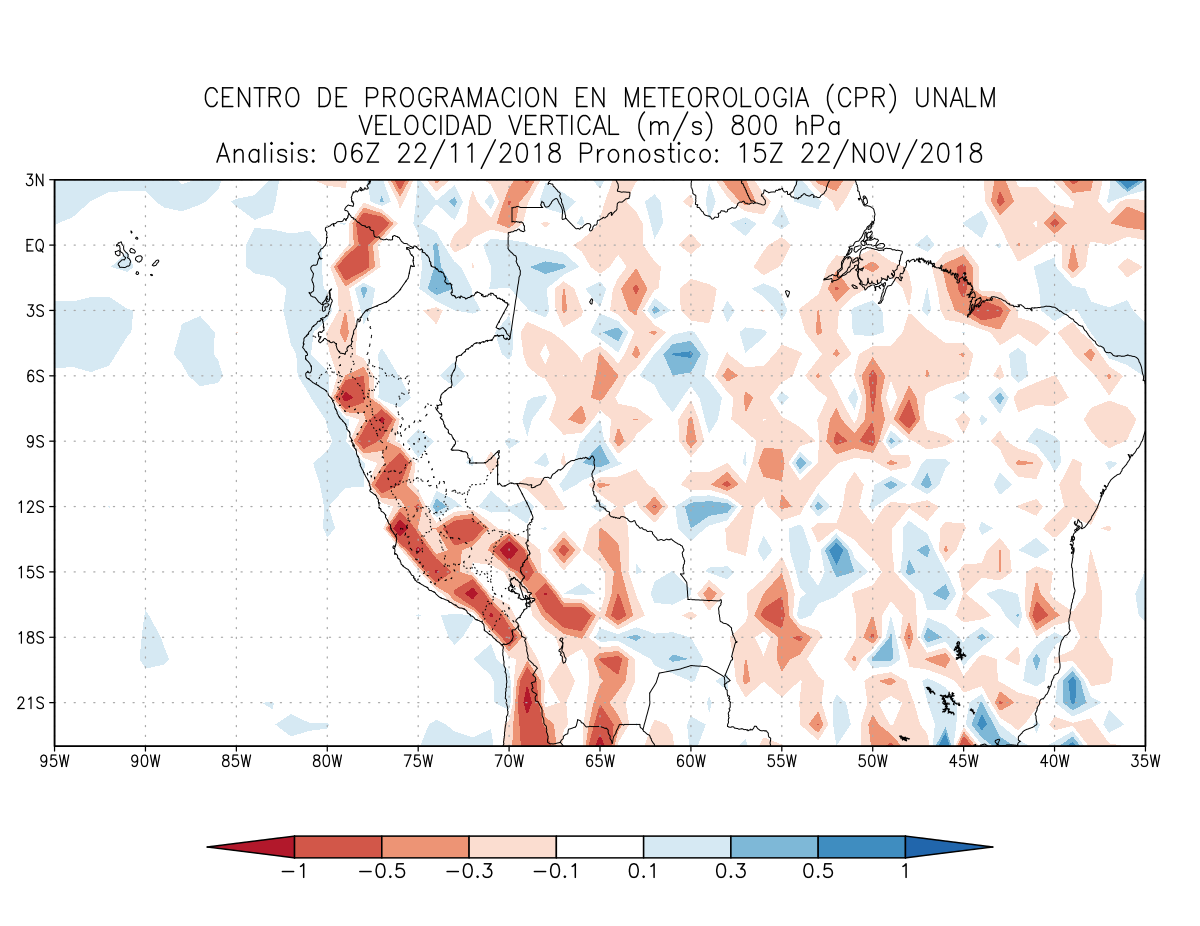 CENTRO DE PROGRAMACION EN METEOROLOGIA (CPR) UNALM
VELOCIDAD VERTICAL (m/s) 800 hPa
Analisis: 06Z 22/11/2018 Pronostico: 15Z 22/NOV/2018
3N
EQ
3S
6S
9S
12S
15S
18S
21S
95W 90W 85W 80W 75W 70W 65W 60W 55W 50W 45W 40W 35W
-1 -0.5 -0.3 -0.1 0.1 0.3 0.5 1